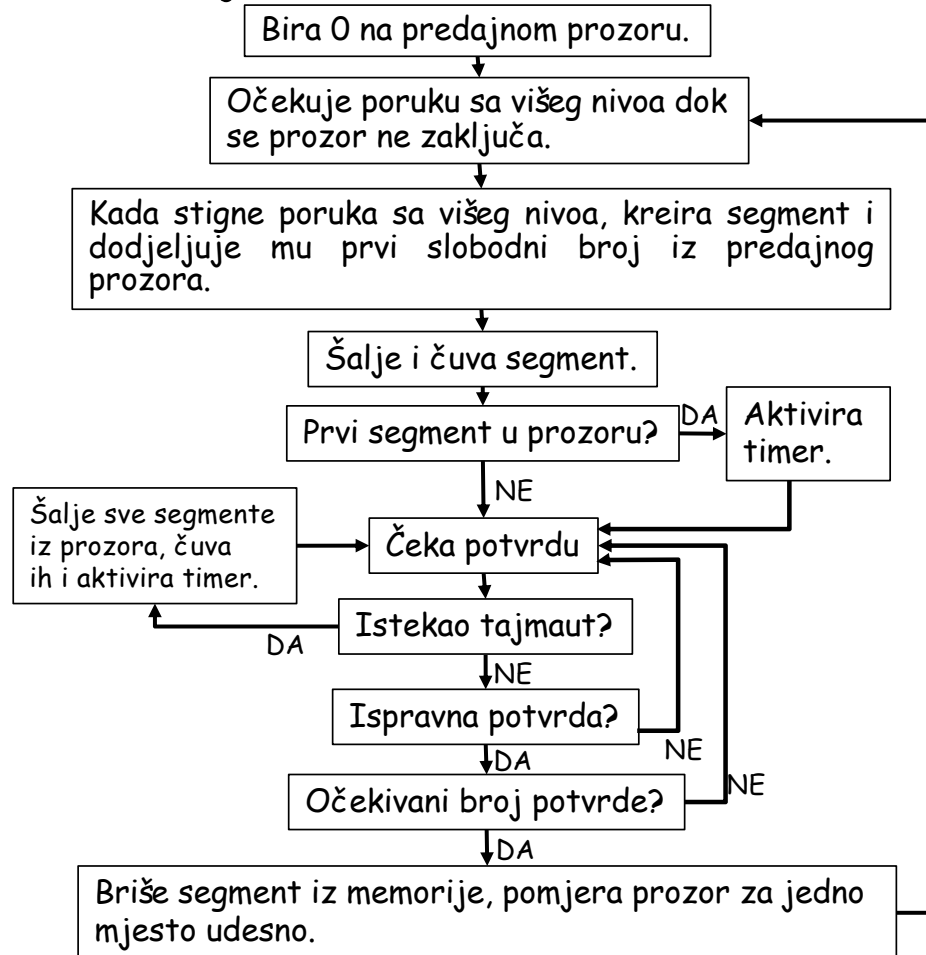 Bira 0 na predajnom prozoru.
Očekuje poruku sa višeg nivoa dok
se prozor ne zaključa.
Kada stigne poruka sa višeg nivoa, kreira segment i
dodjeljuje mu prvi slobodni broj iz predajnog
prozora.
Šalje i čuva segment.
Prvi segment u prozoru?
DA
Aktivira
timer.
NE
Šalje sve segmente
iz prozora, čuva
ih i aktivira timer.
Čeka potvrdu
Istekao tajmaut?
DA
NE
Ispravna potvrda?
NE
DA
Očekivani broj potvrde?
NE
DA
Briše segment iz memorije, pomjera prozor za jedno
mjesto udesno.